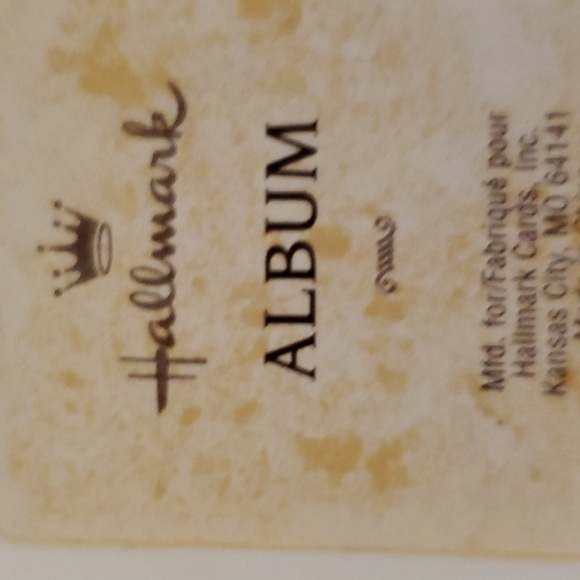 Hallmark
ALBUM
Mfd. for/Fabriqué pour
Hallmark Cards, Inc.
Kansas City, MO 64141